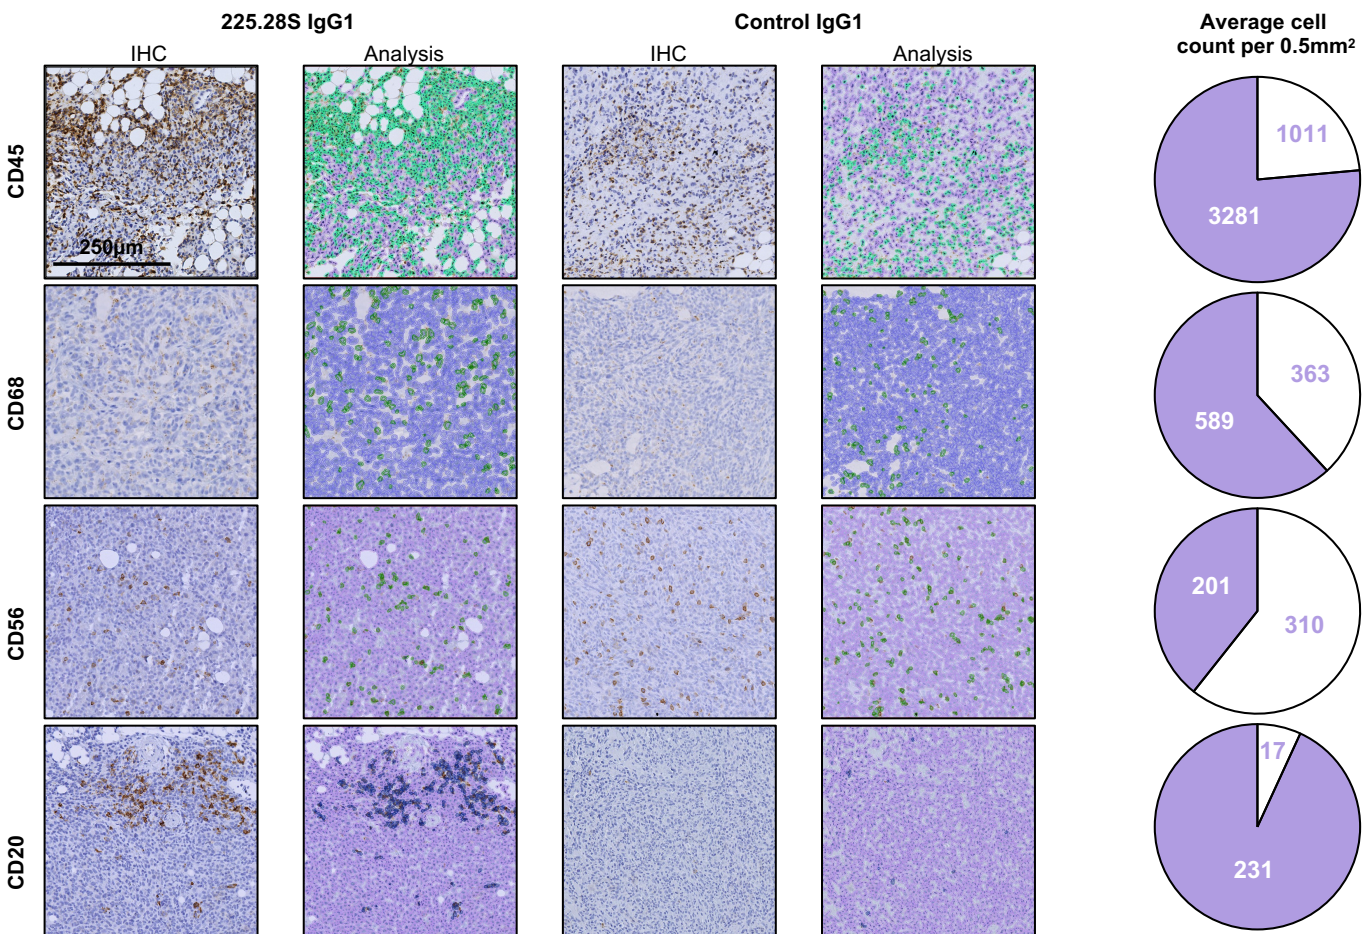 225.28S IgG1
Control IgG1
Average cell
count per 0.5mm²
IHC
Analysis
IHC
Analysis
CD45
250µm
1011
3281
CD68
363
589
CD56
201
310
CD20
17
231